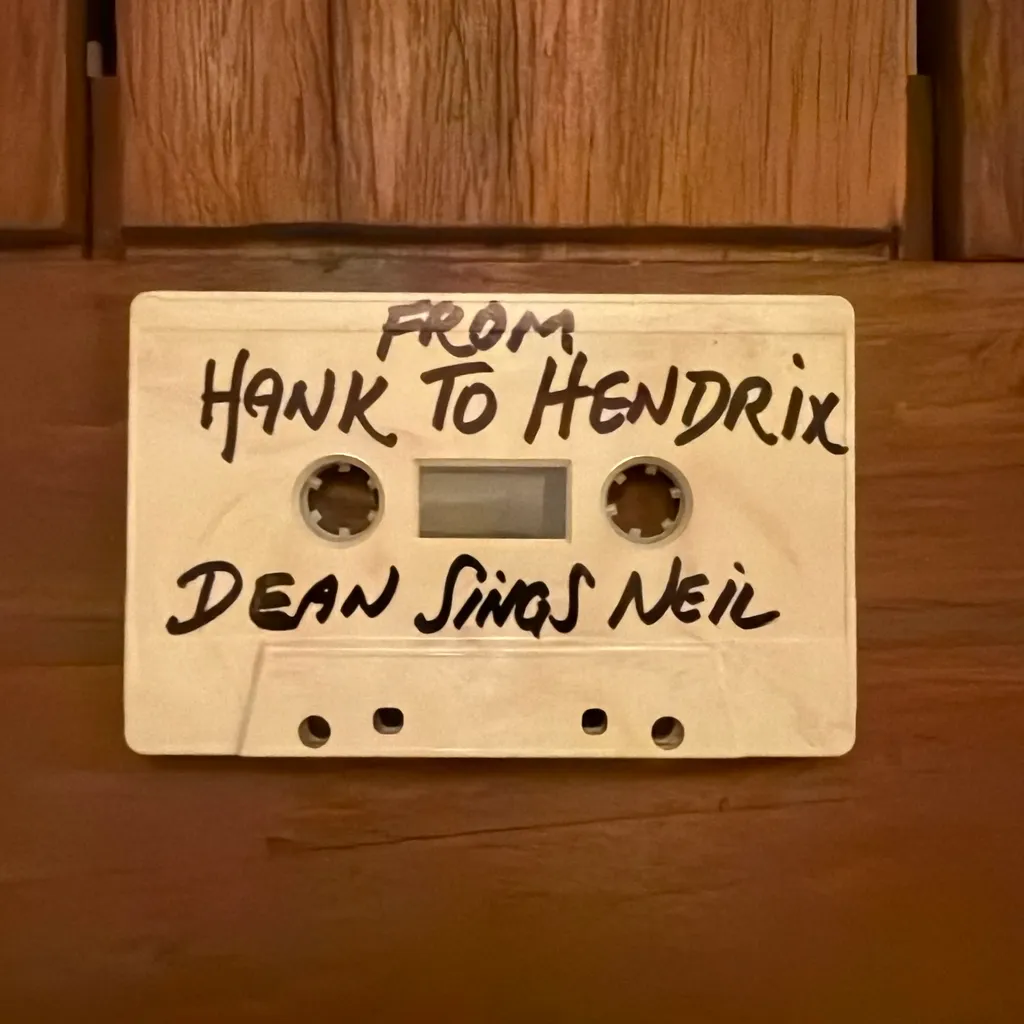 FROM
HANK TO HENDRIX
DEAN SINGS NEIL